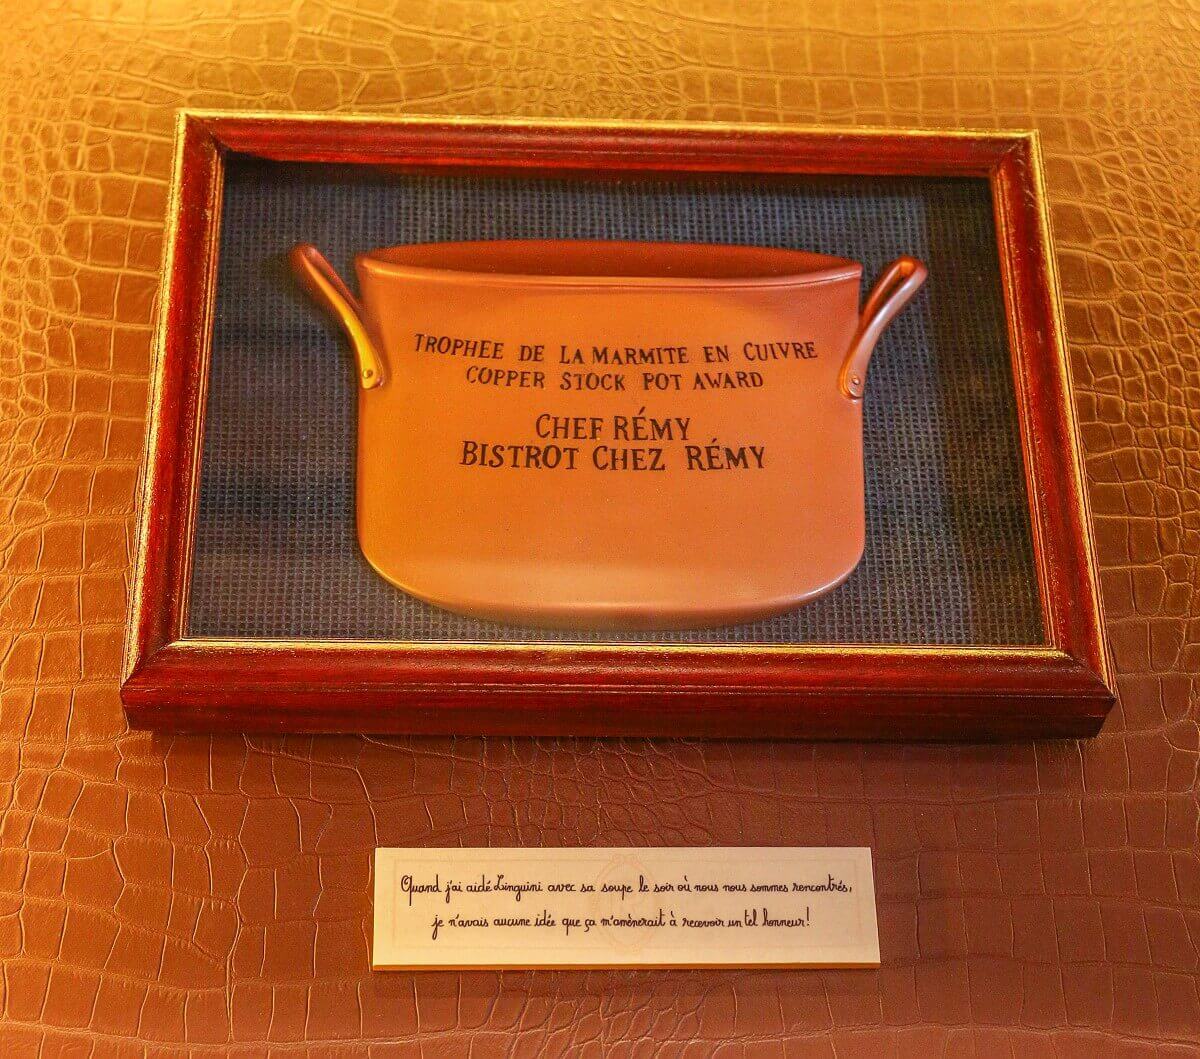 TROPHEE DE LA MARMITE EN CUIVRE
COPPER STOCK POT AWARD
CHEF RÉMY
BISTROT CHEZ RÉMY
Quand j'ai aidé Linguini avec sa soupe le soir où nous nous sommes rencontrés,
je n'avais aucune idée que ça m'amènerait à recevoir un tel honneur!